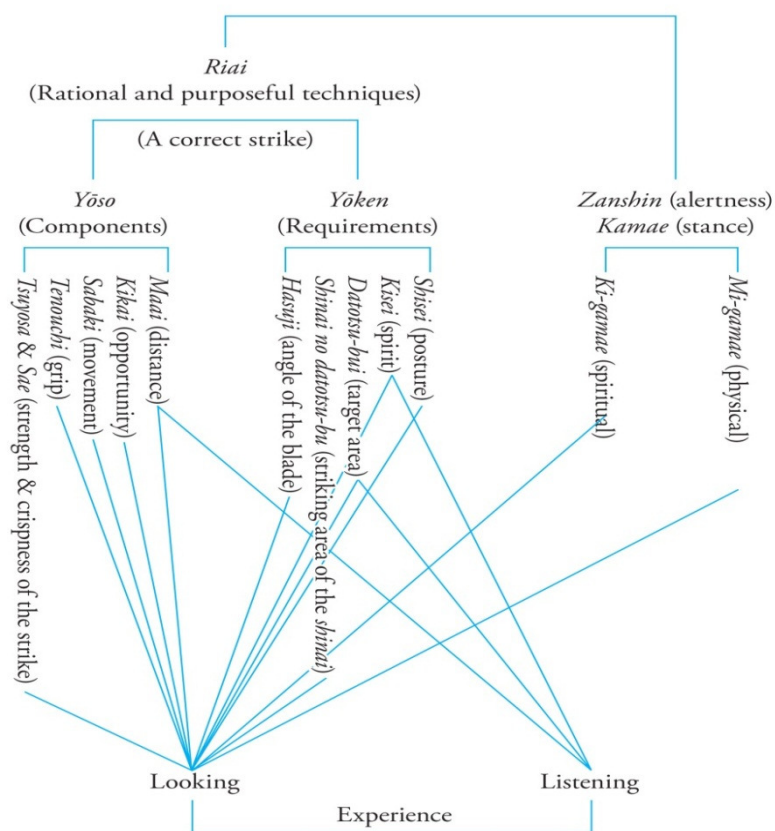 Riai
(Rational and purposeful techniques)
(A correct strike)
Yōso
(Components)
Yōken
(Requirements)
Zanshin (alertness)
Kamae (stance)
Tsuyosa & Sae (strength & crispness of the strike)
Tenouchi (grip)
Sabaki (movement)
Kikai (opportunity)
Maai (distance)
Hasuji (angle of the blade)
Shinai no datotsu-bu (striking area of the shinai)
Datotsu-bui (target area)
Kisei (spirit)
Shisei (posture)
Ki-gamae (spiritual)
Mi-gamae (physical)
Looking
Listening
Experience